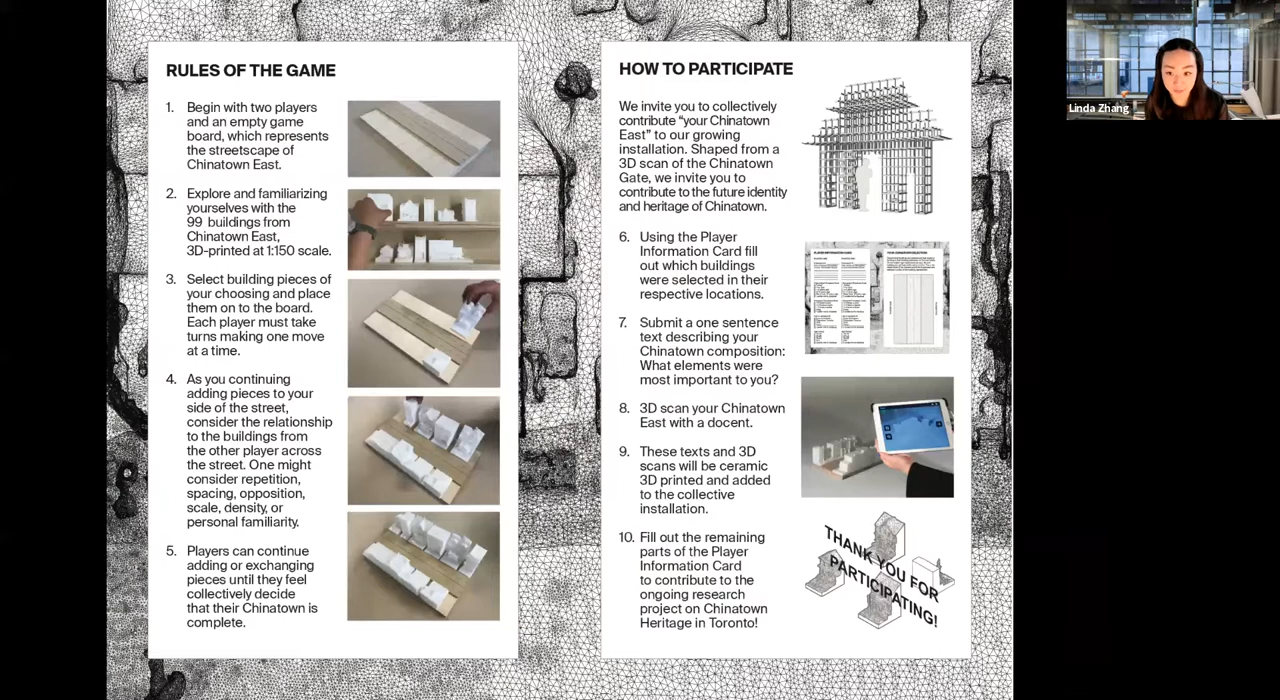 RULES OF THE GAME
1. Begin with two players
and an empty game
board, which represents
the streetscape of
Chinatown East.
2. Explore and familiarizing
yourselves with the
99 buildings from
Chinatown East,
3D-printed at 1:150 scale.
3. Select building pieces of
your choosing and place
them on to the board.
Each player must take
turns making one move
at a time.
4. As you continuing
adding pieces to your
side of the street,
consider the relationship
to the buildings from
the other player across
the street. One might
consider repetition,
spacing, opposition,
scale, density, or
personal familiarity.
5. Players can continue
adding or exchanging
pieces until they feel
collectively decide
that their Chinatown is
complete.
HOW TO PARTICIPATE
We invite you to collectively
contribute “your Chinatown
East” to our growing
installation. Shaped from a
3D scan of the Chinatown
Gate, we invite you to
contribute to the future identity
and heritage of Chinatown.
6. Using the Player
Information Card fill
out which buildings
were selected in their
respective locations.
7. Submit a one sentence
text describing your
Chinatown composition:
What elements were
most important to you?
8. 3D scan your Chinatown
East with a docent.
9. These texts and 3D
scans will be ceramic
3D printed and added
to the collective
installation.
10. Fill out the remaining
parts of the Player
Information Card
to contribute to the
ongoing research
project on Chinatown
Heritage in Toronto!
THANK YOU FOR
PARTICIPATING!
Linda Zhang